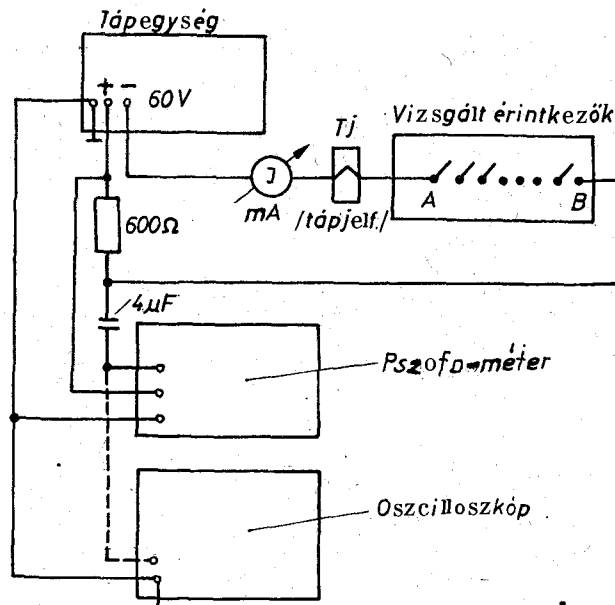 Tápegység
+ -
60V
Tj
Vizsgált érintkezők
J
mA
/tápjelf./
A
B
600Ω
4µF
Pszofo-méter
Oszcilloszkóp